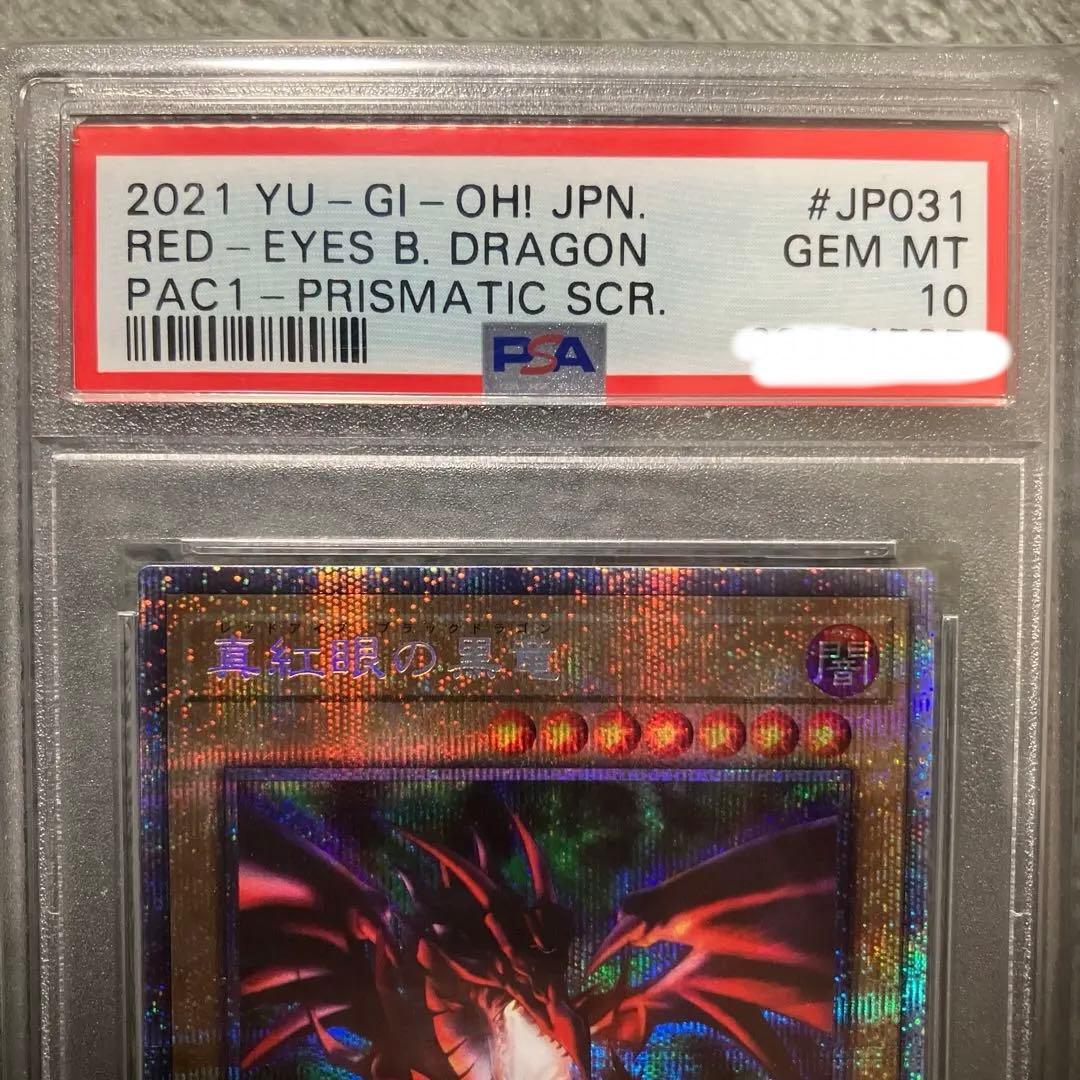 2021 YU-GI-OH! JPN. #JP031
RED-EYES B. DRAGON GEM MT
PAC1-PRISMATIC SCR. 10
PSA
レッドアイズ ブラックドラゴン
真紅眼の黒竜
闇